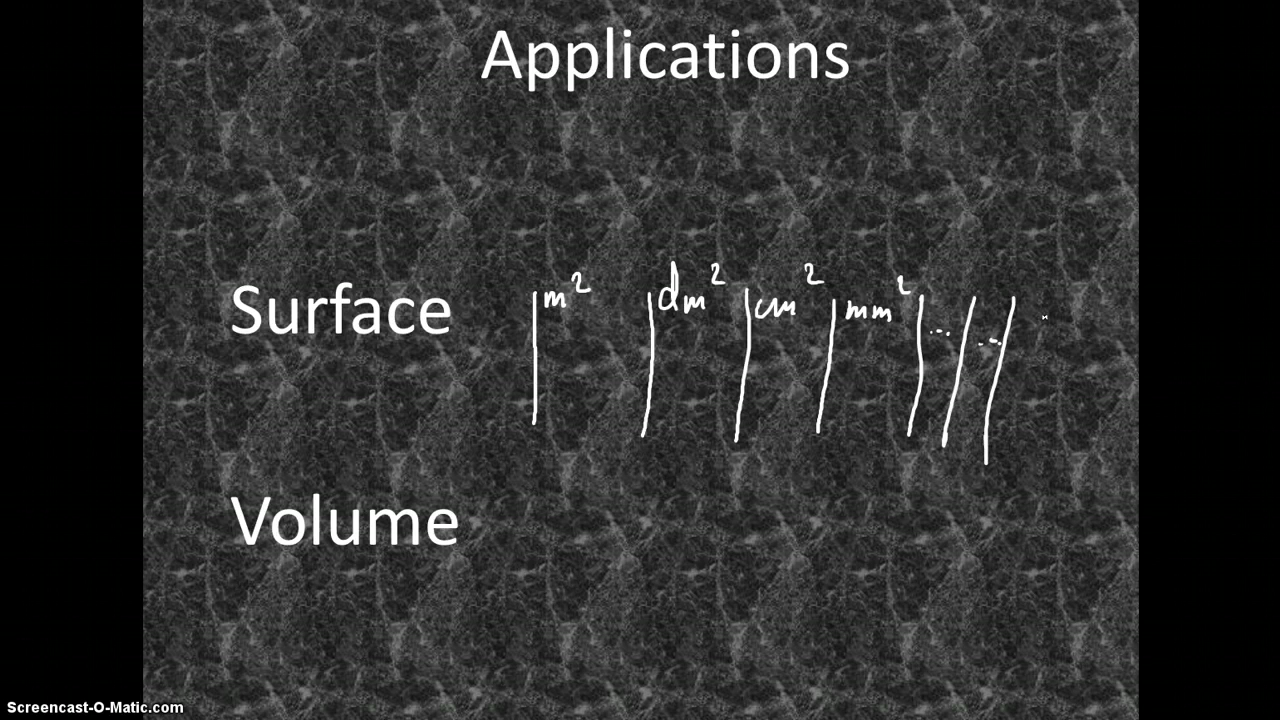 Applications
Surface m² dm² cm² mm² ... ...
Volume
Screencast-O-Matic.com